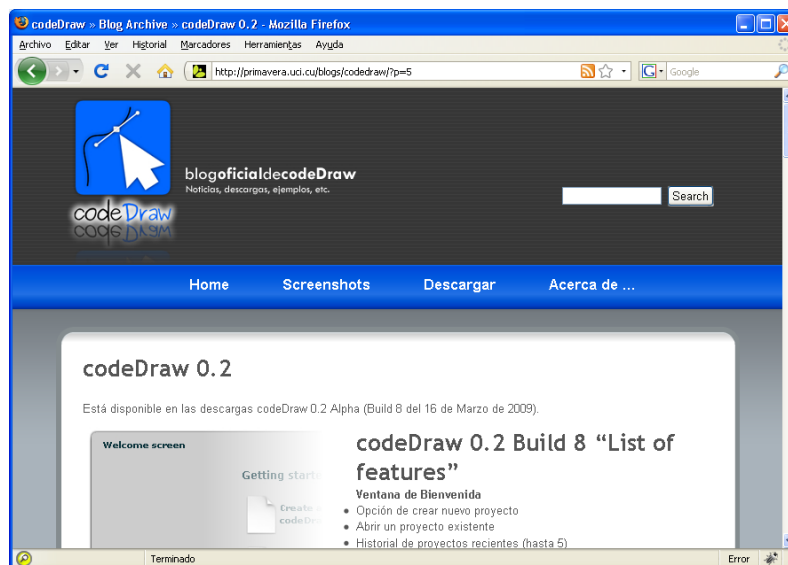 codeDraw » Blog Archive » codeDraw 0.2 - Mozilla Firefox
Archivo Editar Ver Historial Marcadores Herramientas Ayuda
http://primavera.uci.cu/blogs/codedraw/?p=5
G Google
blogoficialdecodeDraw
Noticias, descargas, ejemplos, etc.
Search
codeDraw
Home Screenshots Descargar Acerca de ...
codeDraw 0.2
Está disponible en las descargas codeDraw 0.2 Alpha (Build 8 del 16 de Marzo de 2009).
Welcome screen
Getting starte
Create
codeDr
codeDraw 0.2 Build 8 “List of
features”
Ventana de Bienvenida
• Opción de crear nuevo proyecto
• Abrir un proyecto existente
• Historial de proyectos recientes (hasta 5)
Terminado
Error